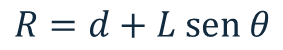 R = d + L sen θ